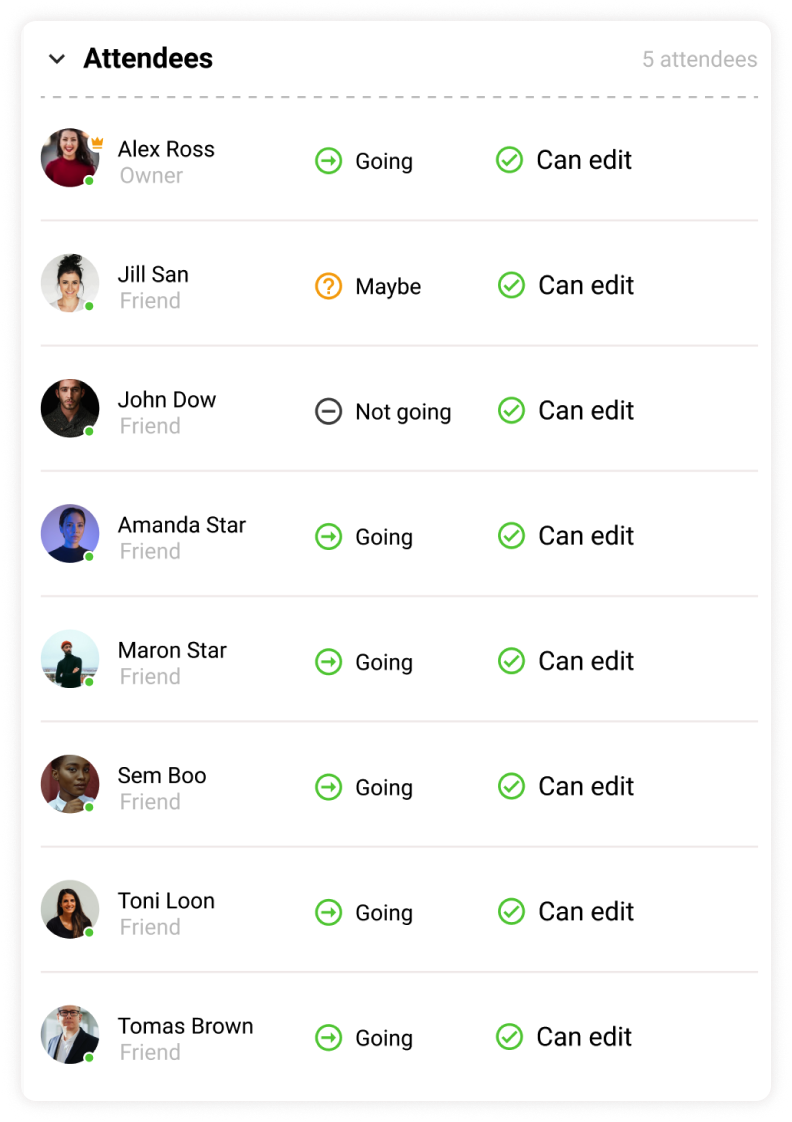 Attendees
5 attendees
Alex Ross
Owner
Going
Can edit
Jill San
Friend
Maybe
Can edit
John Dow
Friend
Not going
Can edit
Amanda Star
Friend
Going
Can edit
Maron Star
Friend
Going
Can edit
Sem Boo
Friend
Going
Can edit
Toni Loon
Friend
Going
Can edit
Tomas Brown
Friend
Going
Can edit